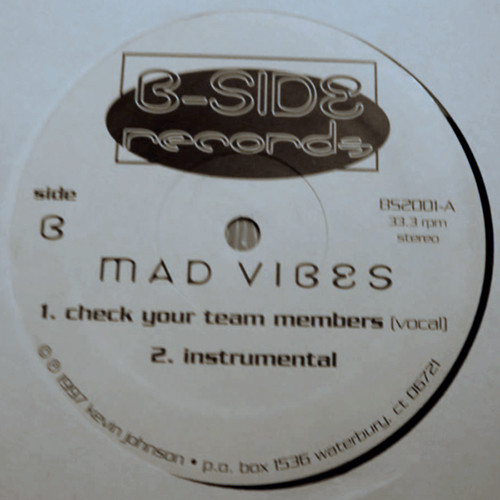 B-SIDE
records
side
B
BS2001-A
33.3 rpm
stereo
MAD VIBES
1. check your team members (vocal)
2. instrumental
© ℗ 1997 kevin johnson • p.o. box 1536 waterbury, ct 06721